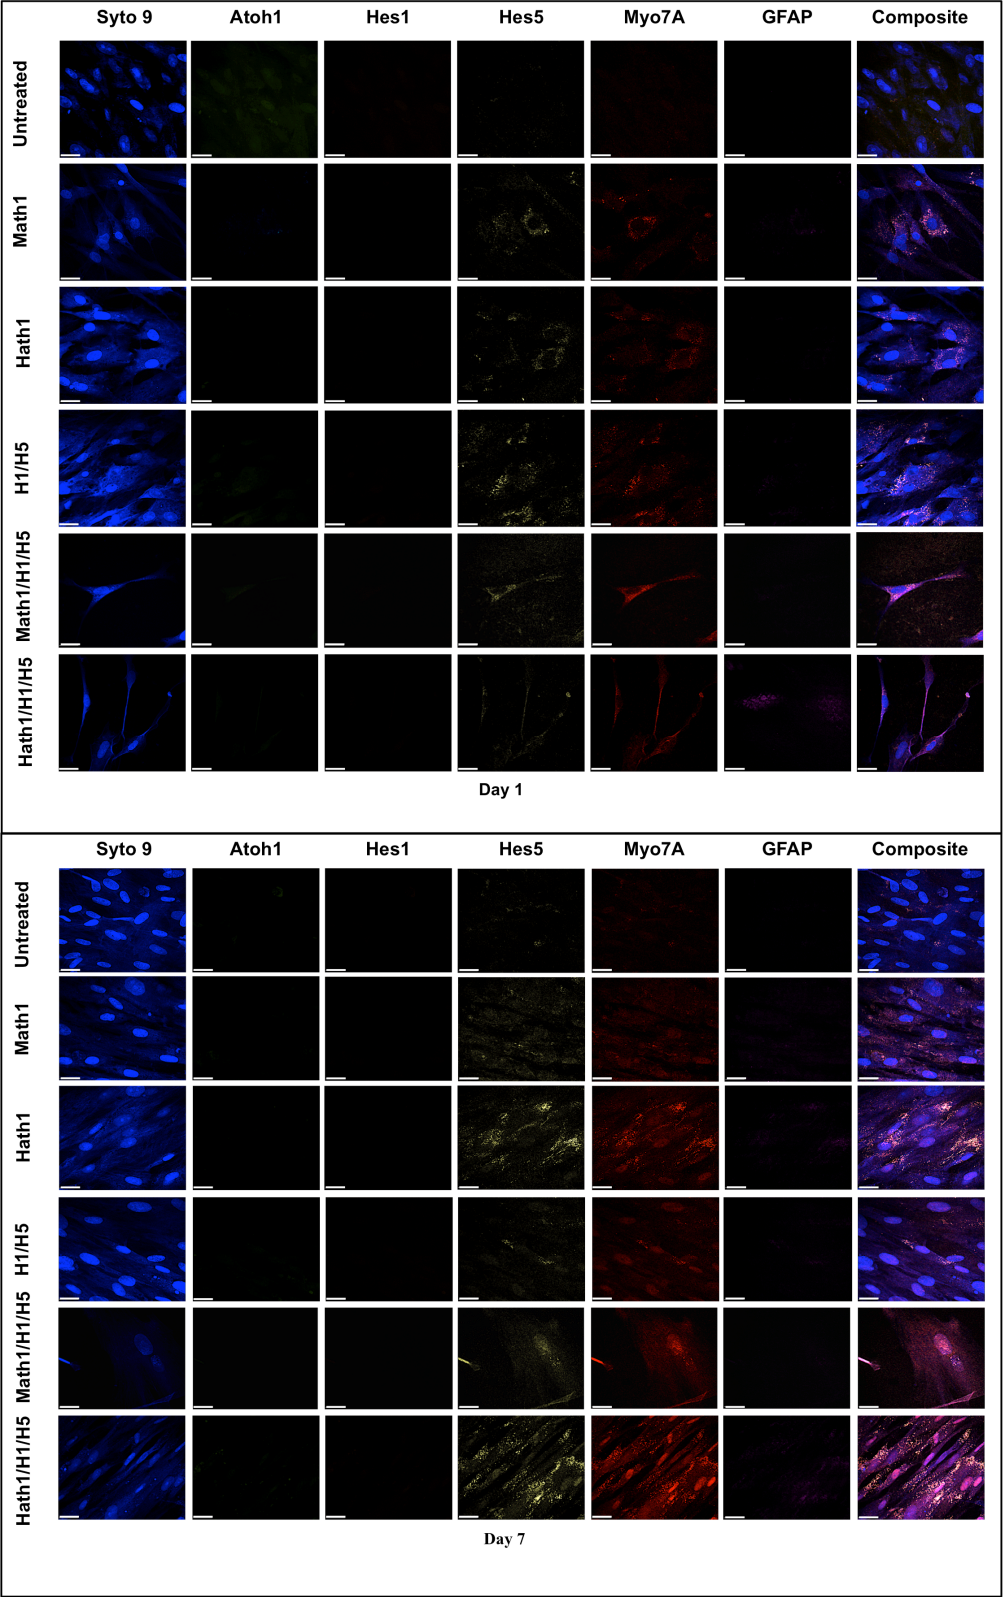 Syto 9 Atoh1 Hes1 Hes5 Myo7A GFAP Composite
Untreated
Math1
Hath1
H1/H5
Math1/H1/H5
Hath1/H1/H5
Day 1
Syto 9 Atoh1 Hes1 Hes5 Myo7A GFAP Composite
Untreated
Math1
Hath1
H1/H5
Math1/H1/H5
Hath1/H1/H5
Day 7